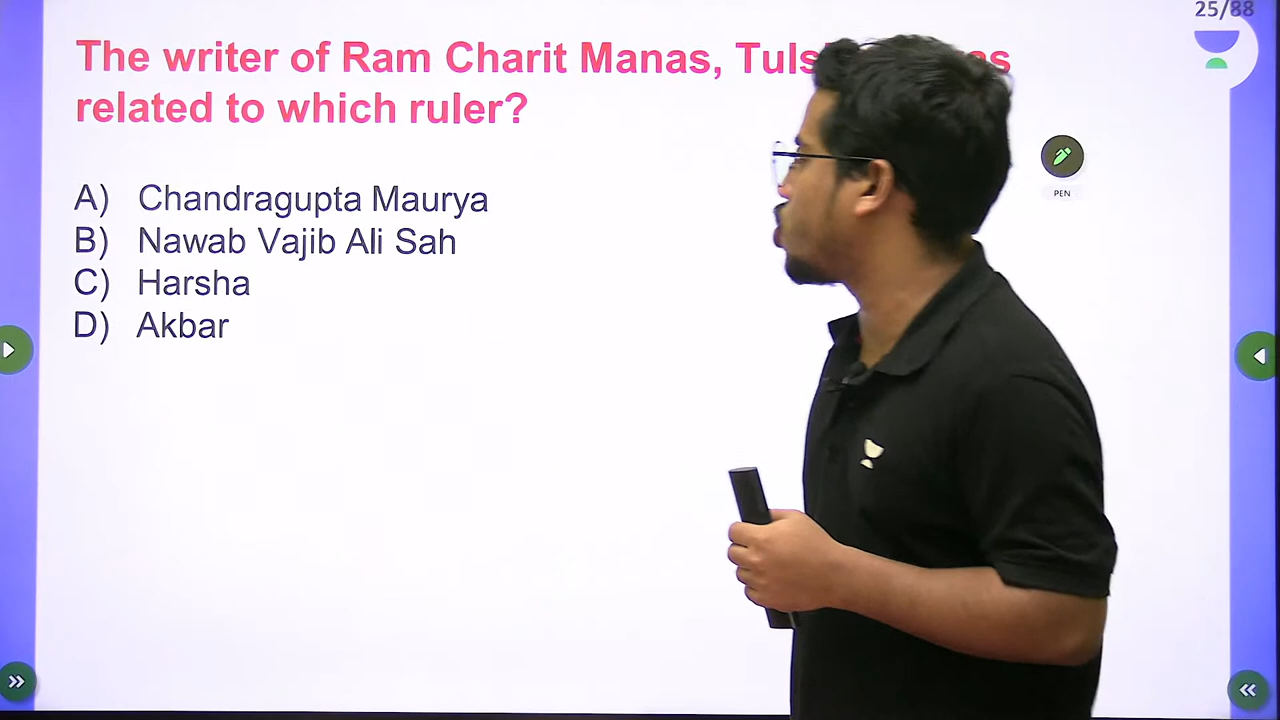 25/88
The writer of Ram Charit Manas,
related to which ruler?
A) Chandragupta Maurya
B) Nawab Vajib Ali Sah
C) Harsha
D) Akbar
PEN